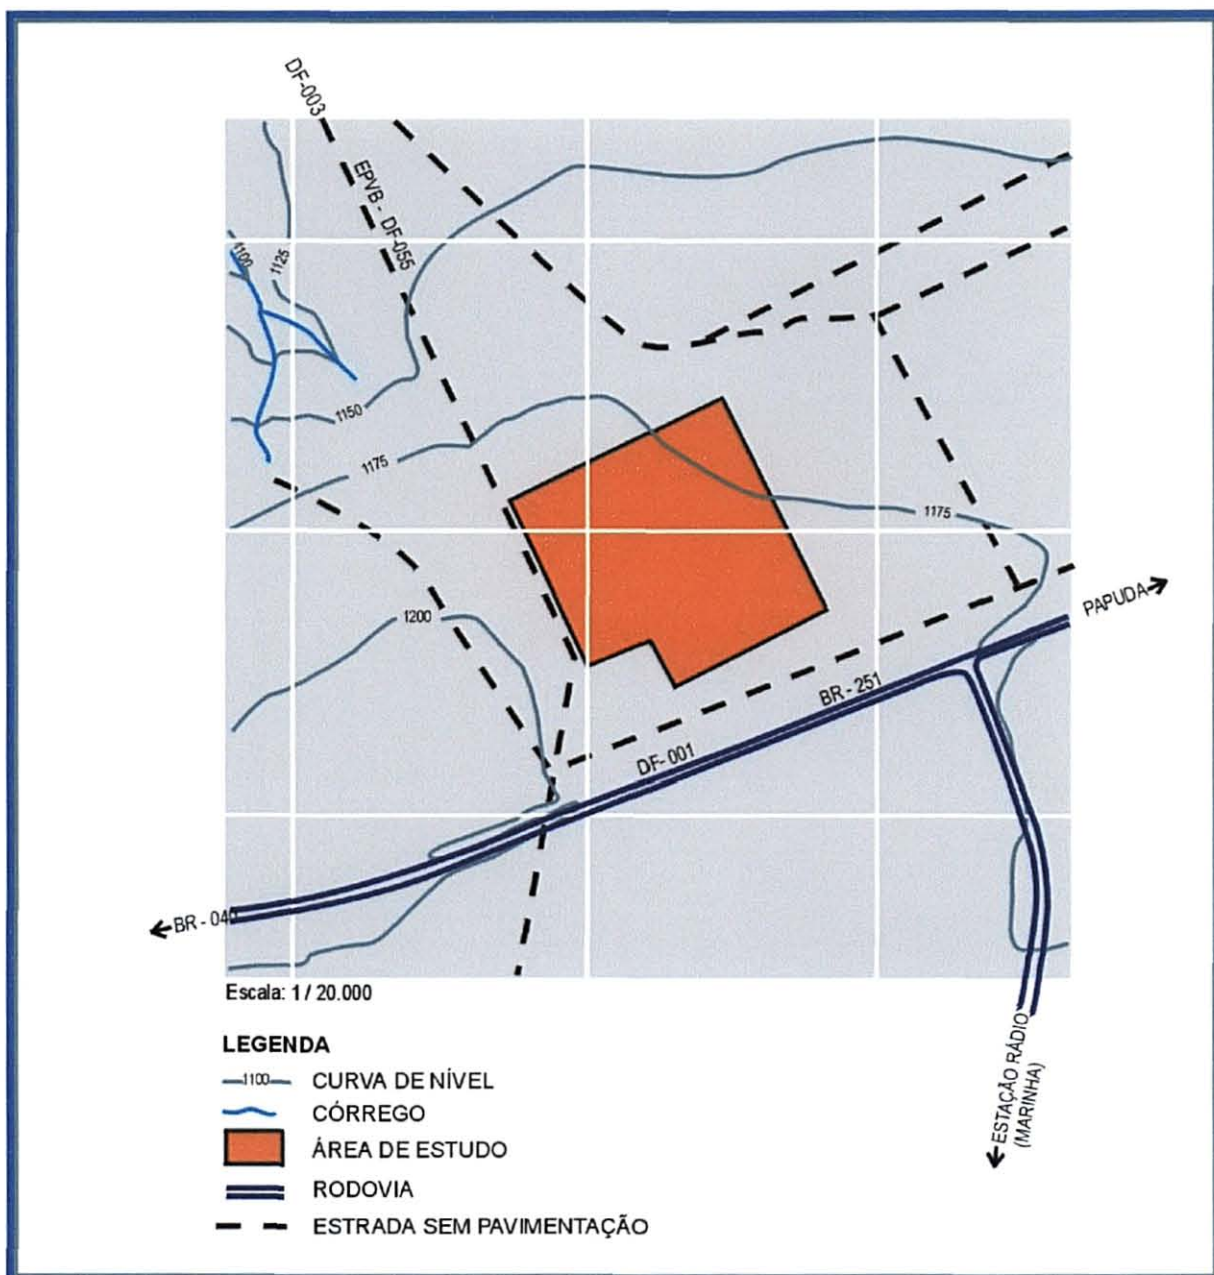 DF-003
EPVB - DF-055
1100
1125
1150
1175
1175
1200
PAPUDA
BR - 251
DF- 001
BR - 040
ESTAÇÃO RÁDIO
(MARINHA)
Escala: 1 / 20.000
LEGENDA
1100
CURVA DE NÍVEL
CÓRREGO
ÁREA DE ESTUDO
RODOVIA
ESTRADA SEM PAVIMENTAÇÃO